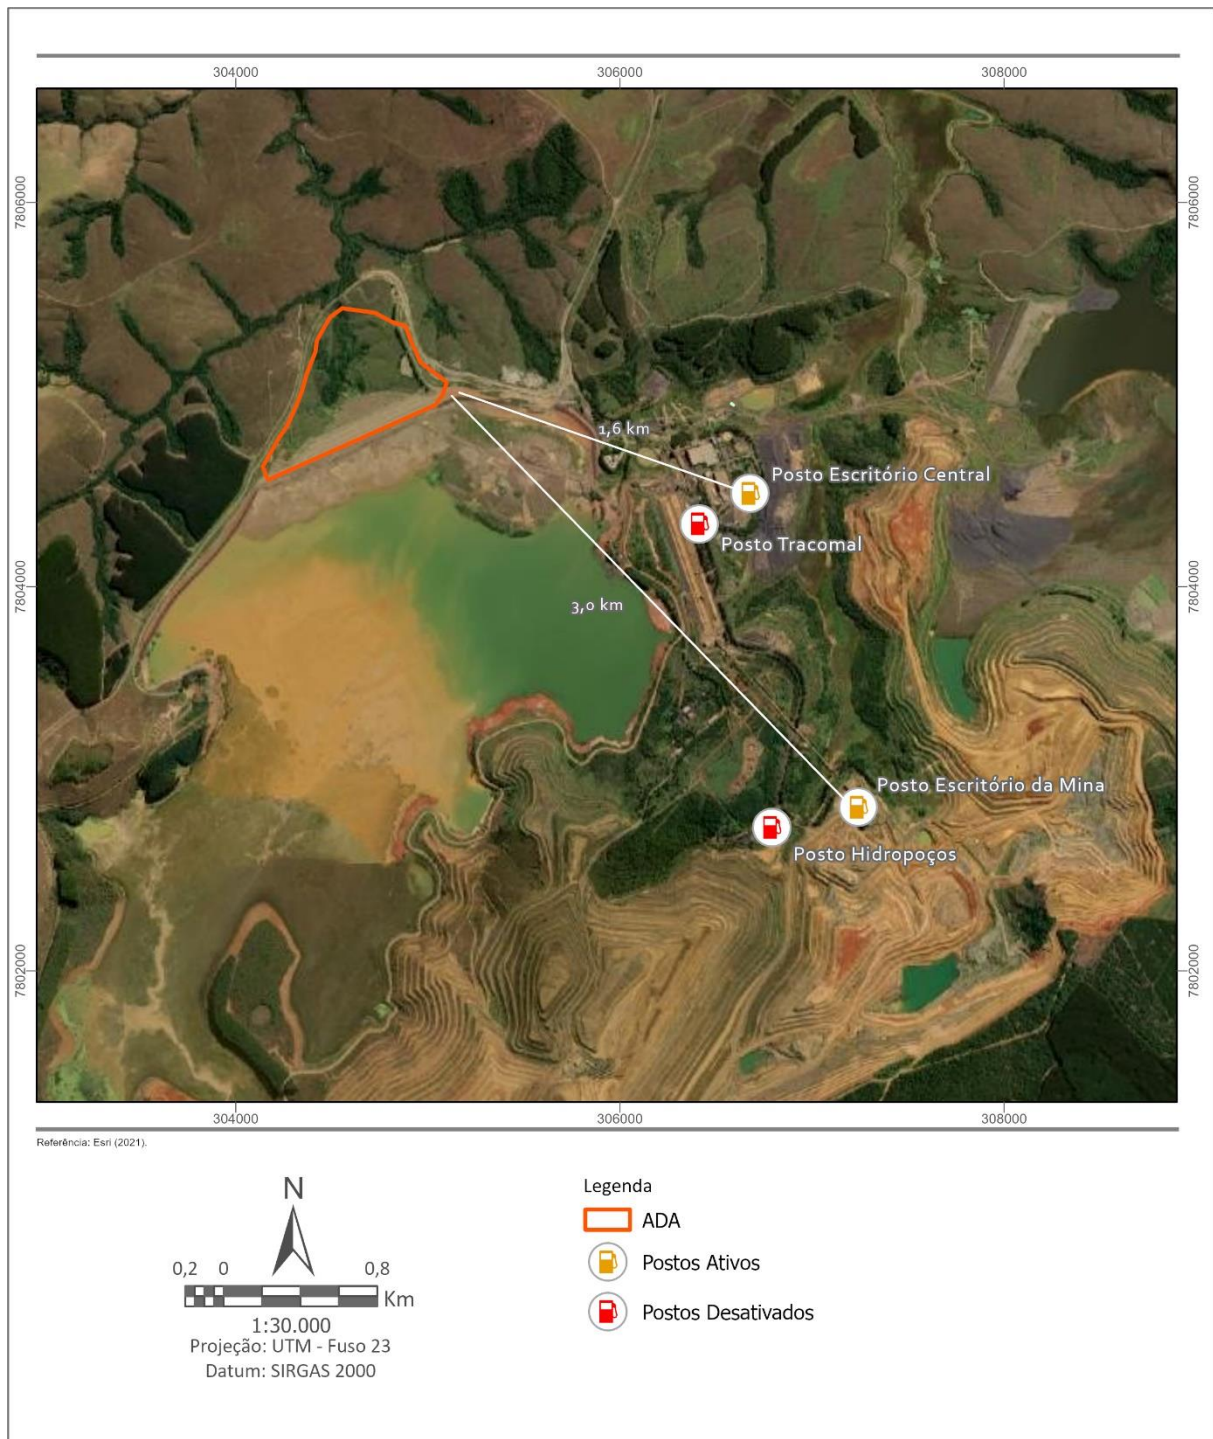 304000 306000 308000
7806000 7806000
1,6 km
Posto Escritório Central
Posto Tracomal
7804000 7804000
3,0 km
Posto Escritório da Mina
Posto Hidropoços
7802000 7802000
304000 306000 308000
Referência: Esri (2021).
N
0,2 0 0,8
Km
1:30.000
Projeção: UTM - Fuso 23
Datum: SIRGAS 2000
Legenda
ADA
Postos Ativos
Postos Desativados